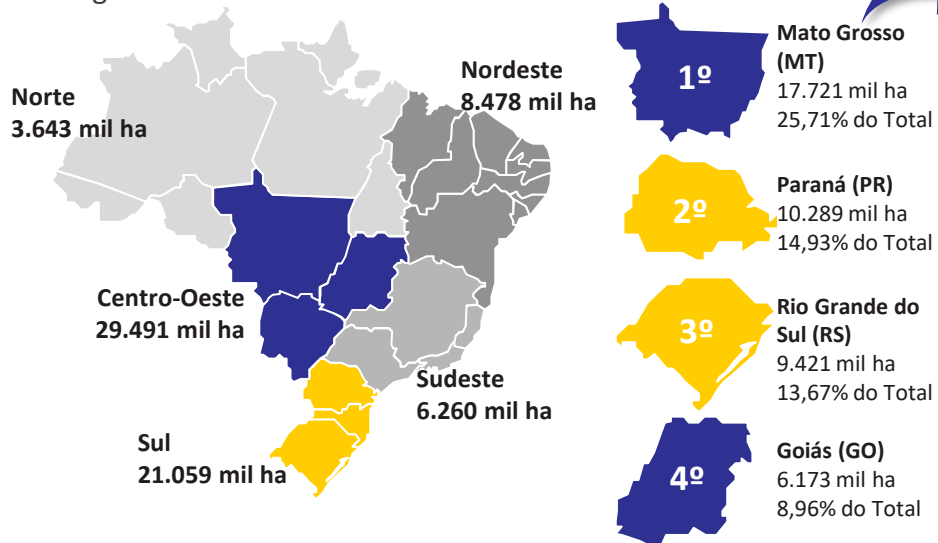 Norte
3.643 mil ha
Nordeste
8.478 mil ha
Centro-Oeste
29.491 mil ha
Sudeste
6.260 mil ha
Sul
21.059 mil ha
1º
Mato Grosso
(MT)
17.721 mil ha
25,71% do Total
2º
Paraná (PR)
10.289 mil ha
14,93% do Total
3º
Rio Grande do
Sul (RS)
9.421 mil ha
13,67% do Total
4º
Goiás (GO)
6.173 mil ha
8,96% do Total